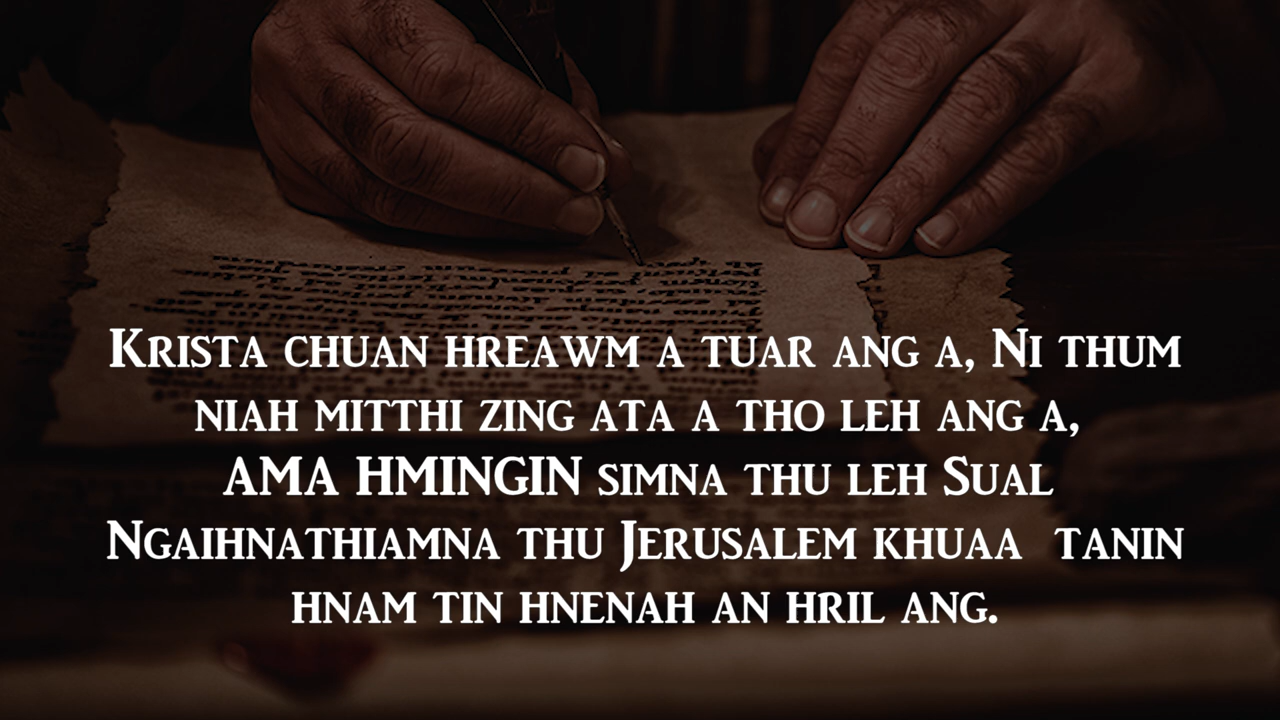 Krista chuan hreawm a tuar ang a, Ni thum
niah mitthi zing ata a tho leh ang a,
AMA HMINGIN simna thu leh Sual
Ngaihnathiamna thu Jerusalem khuaa tanin
hnam tin hnenah an hril ang.